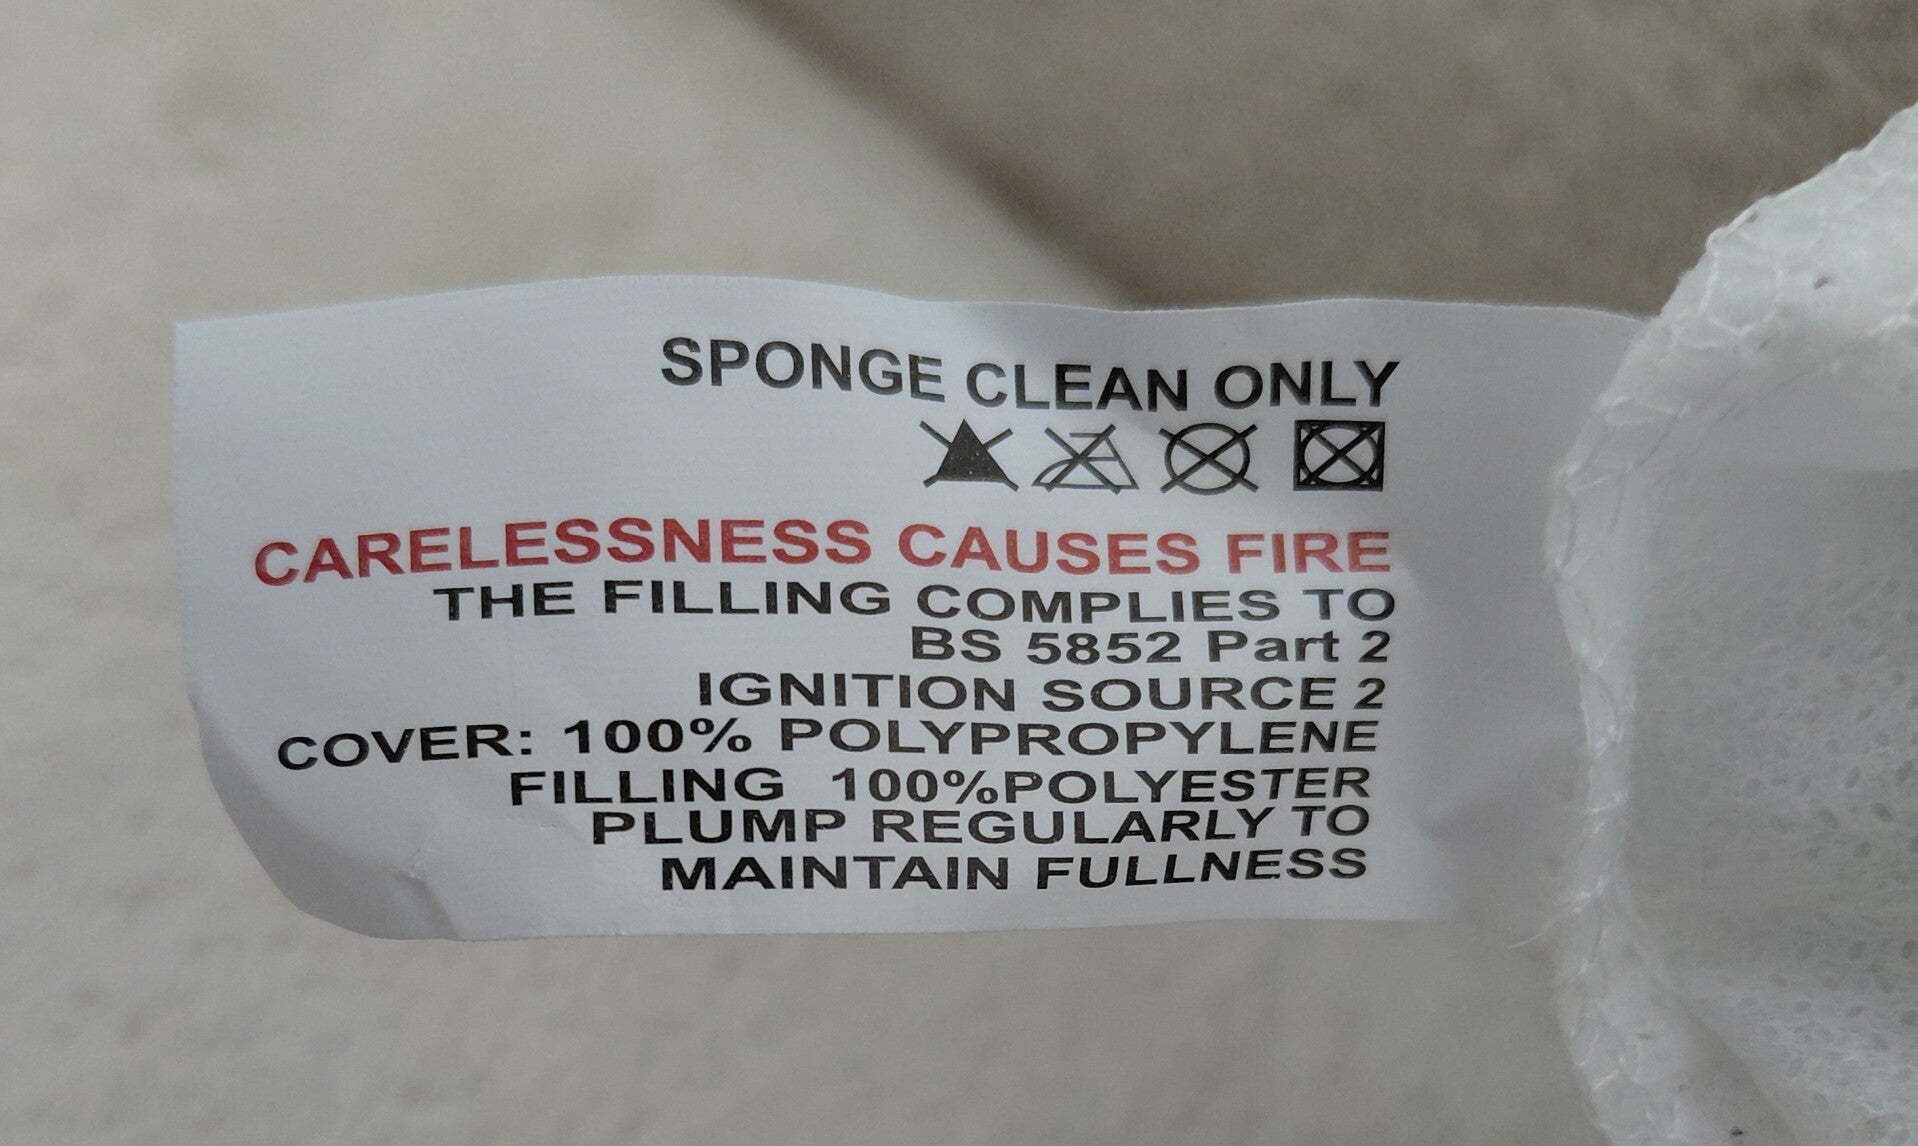 SPONGE CLEAN ONLY
CARELESSNESS CAUSES FIRE
THE FILLING COMPLIES TO
BS 5852 Part 2
IGNITION SOURCE 2
COVER: 100% POLYPROPYLENE
FILLING 100%POLYESTER
PLUMP REGULARLY TO
MAINTAIN FULLNESS